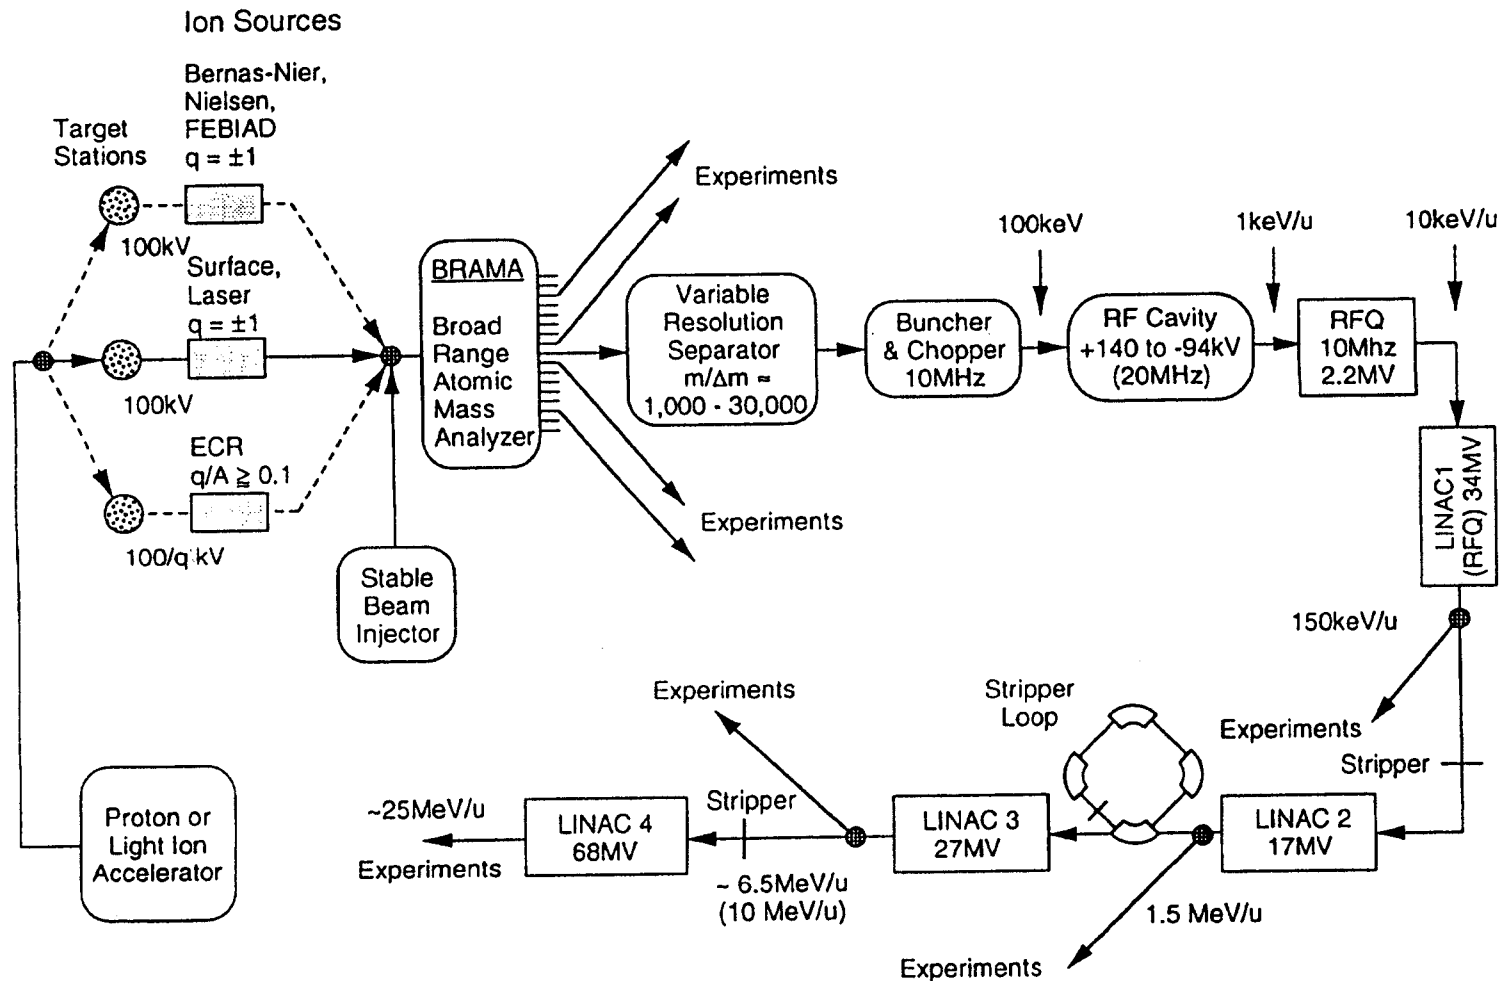 Ion Sources
Bernas-Nier,
Nielsen,
FEBIAD
q = ±1
Target
Stations
100kV
Surface,
Laser
q = ±1
100kV
ECR
q/A ≧ 0.1
100/q kV
Stable
Beam
Injector
Proton or
Light Ion
Accelerator
BRAMA
Broad
Range
Atomic
Mass
Analyzer
Experiments
Experiments
Variable
Resolution
Separator
m/Δm ≈
1,000 - 30,000
Buncher
& Chopper
10MHz
100keV
RF Cavity
+140 to -94kV
(20MHz)
1keV/u
RFQ
10Mhz
2.2MV
10keV/u
LINAC1
(RFQ) 34MV
150keV/u
Experiments
Stripper
LINAC 2
17MV
1.5 MeV/u
Experiments
Stripper
Loop
LINAC 3
27MV
Experiments
Stripper
~ 6.5MeV/u
(10 MeV/u)
LINAC 4
68MV
~25MeV/u
Experiments